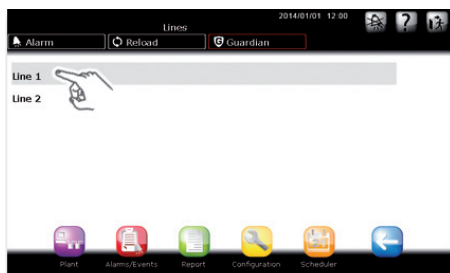 2014/01/01 12:00
Lines
Alarm
Reload
Guardian
?
Line 1
Line 2
Plant
Alarms/Events
Report
Configuration
Scheduler